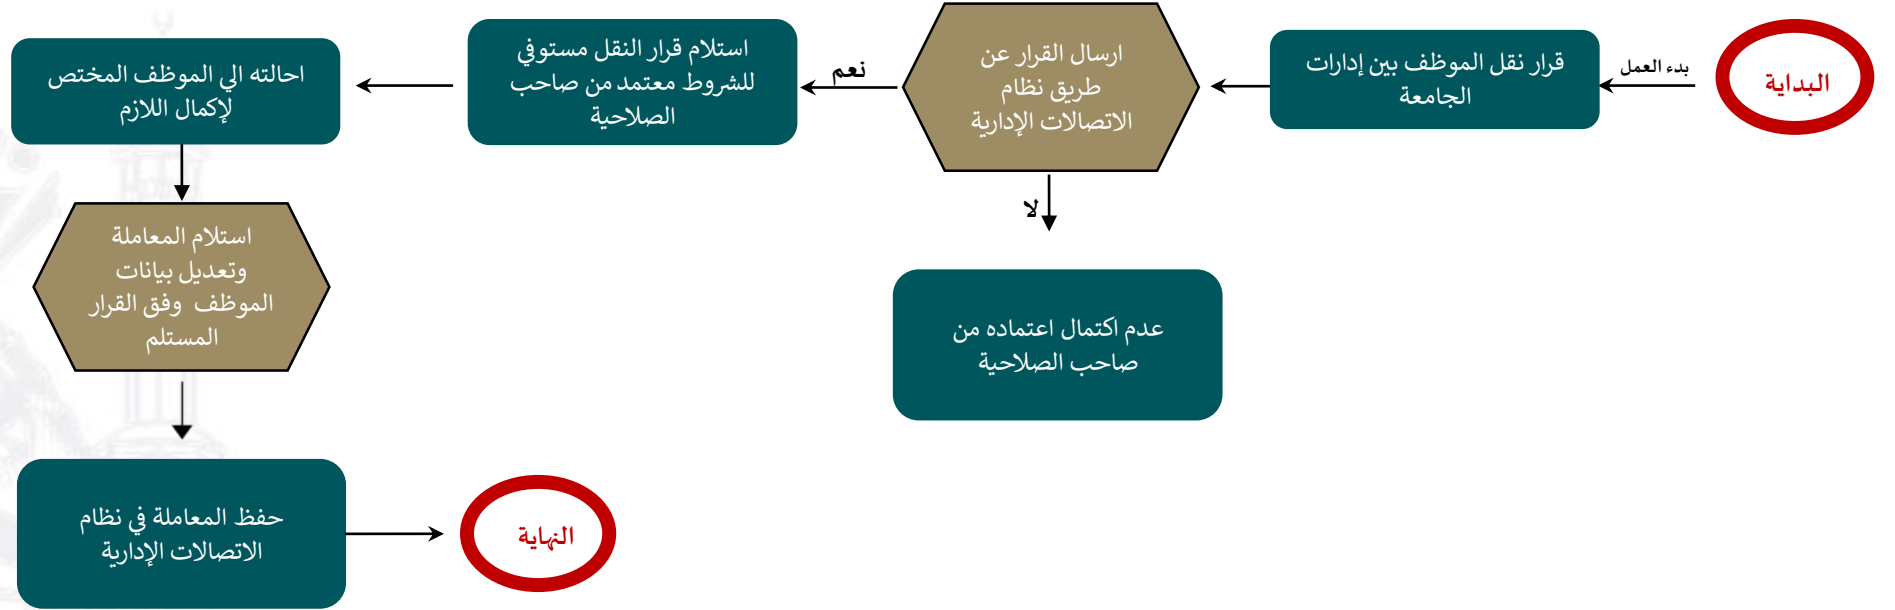 البداية
بدء العمل
قرار نقل الموظف بين إدارات
الجامعة
ارسال القرار عن
طريق نظام
الاتصالات الإدارية
نعم
استلام قرار النقل مستوفي
للشروط معتمد من صاحب
الصلاحية
احالته الي الموظف المختص
لإكمال اللازم
لا
عدم اكتمال اعتماده من
صاحب الصلاحية
استلام المعاملة
وتعديل بيانات
الموظف وفق القرار
المستلم
حفظ المعاملة في نظام
الاتصالات الإدارية
النهاية